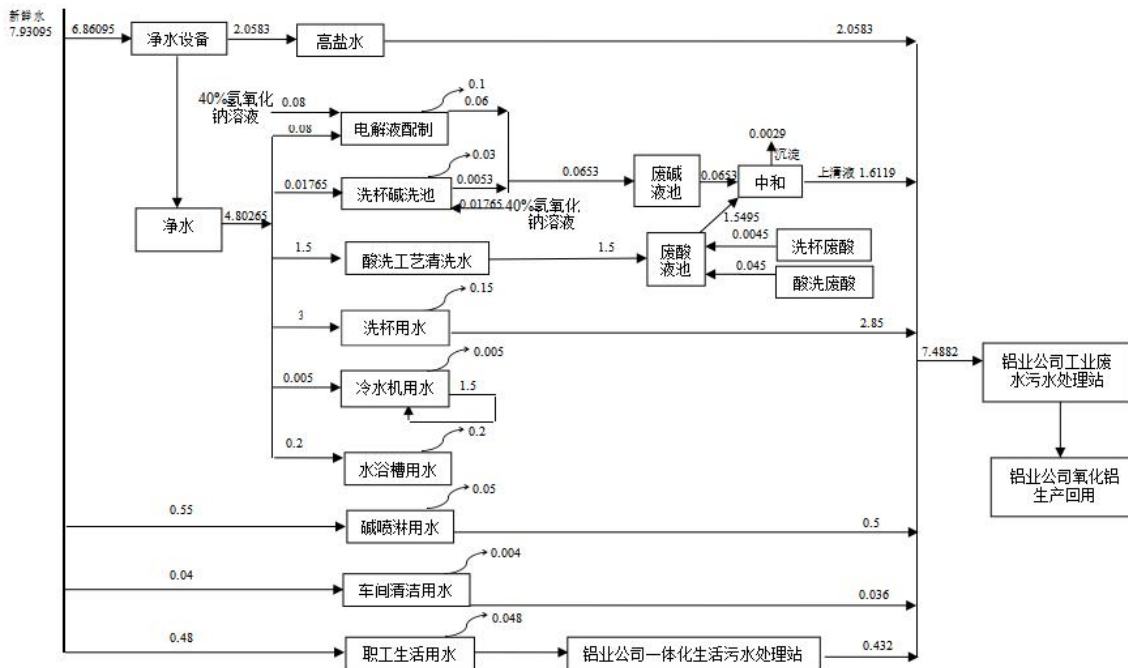 新鲜水
7.93095
6.86095
净水设备
2.0583
高盐水
2.0583
40%氢氧化
钠溶液
0.08
0.1
0.06
电解液配制
0.08
0.03
0.01765
洗杯碱洗池
0.0053
0.01765
40%氢氧化
钠溶液
0.0653
废碱
液池
0.0653
0.0029
沉淀
中和
上清液 1.6119
净水
4.80265
1.5
酸洗工艺清洗水
1.5
废酸
液池
1.5495
0.0045
洗杯废酸
0.045
酸洗废酸
0.15
3
洗杯用水
2.85
0.005
0.005
冷水机用水
1.5
7.4882
铝业公司工业废
水污水处理站
0.2
0.2
水浴槽用水
铝业公司氧化铝
生产回用
0.05
0.55
碱喷淋用水
0.5
0.004
0.04
车间清洁用水
0.036
0.048
0.48
职工生活用水
铝业公司一体化生活污水处理站
0.432